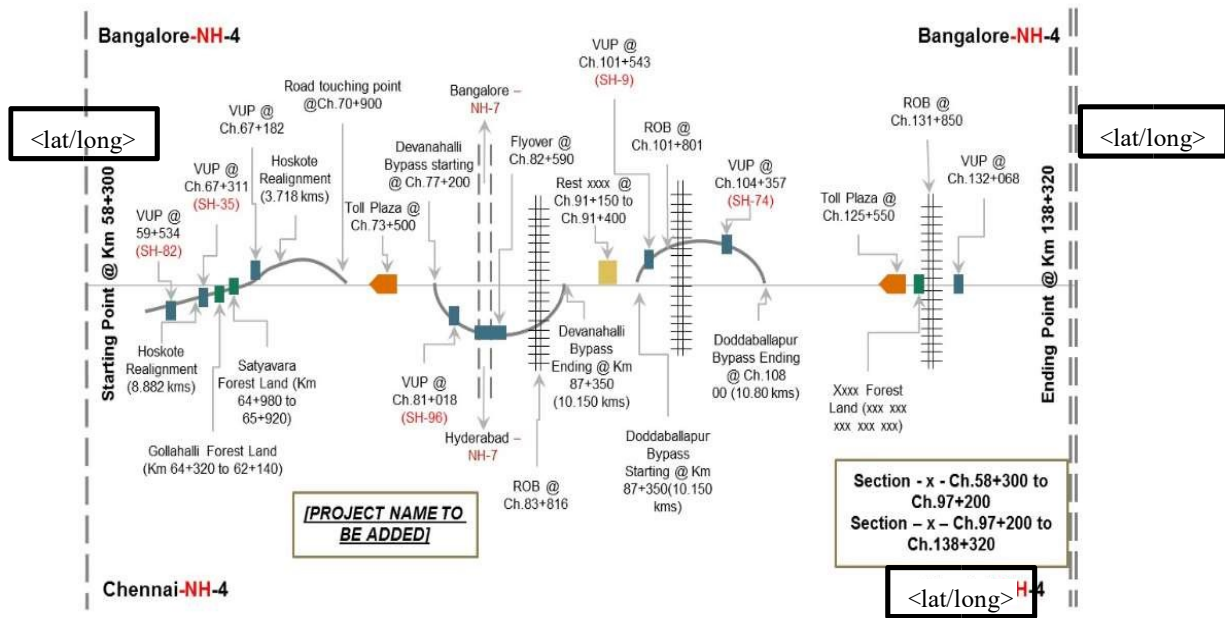 Bangalore-NH-4
Bangalore-NH-4
<lat/long>
<lat/long>
Starting Point @ Km 58+300
Ending Point @ Km 138+320
VUP @
59+534
(SH-82)
VUP @
Ch.67+311
(SH-35)
VUP @
Ch.67+182
Hoskote
Realignment
(3.718 kms)
Road touching point
@Ch.70+900
Toll Plaza @
Ch.73+500
Devanahalli
Bypass starting
@ Ch.77+200
Bangalore –
NH-7
Flyover @
Ch.82+590
VUP @
Ch.101+543
(SH-9)
Rest xxxx @
Ch.91+150 to
Ch.91+400
ROB @
Ch.101+801
VUP @
Ch.104+357
(SH-74)
Toll Plaza @
Ch.125+550
ROB @
Ch.131+850
VUP @
Ch.132+068
Hoskote
Realignment
(8.882 kms)
Satyavara
Forest Land (Km
64+980 to
65+920)
Gollahalli Forest Land
(Km 64+320 to 62+140)
VUP @
Ch.81+018
(SH-96)
Hyderabad –
NH-7
ROB @
Ch.83+816
Devanahalli
Bypass
Ending @ Km
87+350
(10.150 kms)
Doddaballapur
Bypass
Starting @ Km
87+350(10.150
kms)
Doddaballapur
Bypass Ending
@ Ch.108
00 (10.80 kms)
Xxxx Forest
Land (xxx xxx
xxx xxx xxx)
[PROJECT NAME TO
BE ADDED]
Section - x - Ch.58+300 to
Ch.97+200
Section – x – Ch.97+200 to
Ch.138+320
Chennai-NH-4
<lat/long>
H-4